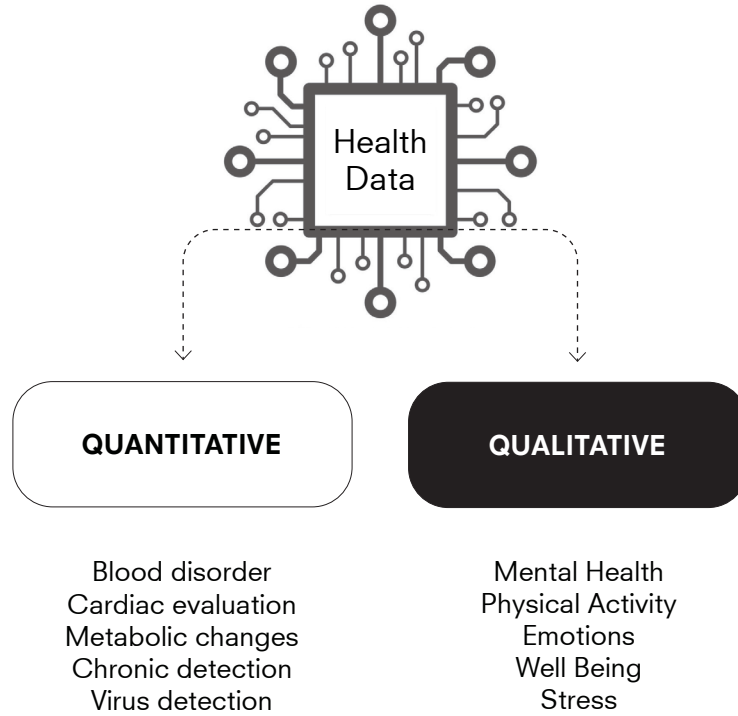 Health
Data
QUANTITATIVE
Blood disorder
Cardiac evaluation
Metabolic changes
Chronic detection
Virus detection
QUALITATIVE
Mental Health
Physical Activity
Emotions
Well Being
Stress